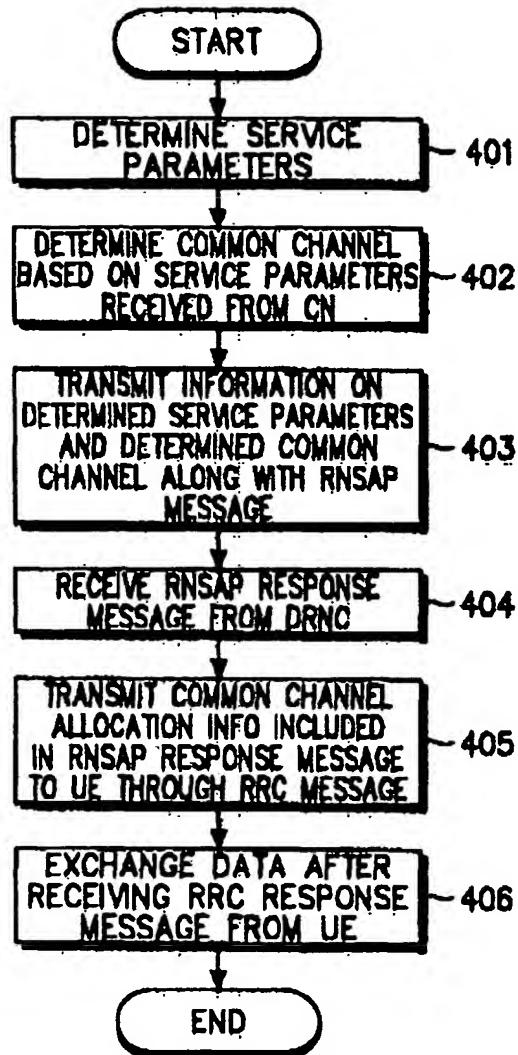 START
DETERMINE SERVICE
PARAMETERS
401
DETERMINE COMMON CHANNEL
BASED ON SERVICE PARAMETERS
RECEIVED FROM CN
402
TRANSMIT INFORMATION ON
DETERMINED SERVICE PARAMETERS
AND DETERMINED COMMON
CHANNEL ALONG WITH RNSAP
MESSAGE
403
RECEIVE RNSAP RESPONSE
MESSAGE FROM DRNC
404
TRANSMIT COMMON CHANNEL
ALLOCATION INFO INCLUDED
IN RNSAP RESPONSE MESSAGE
TO UE THROUGH RRC MESSAGE
405
EXCHANGE DATA AFTER
RECEIVING RRC RESPONSE
MESSAGE FROM UE
406
END